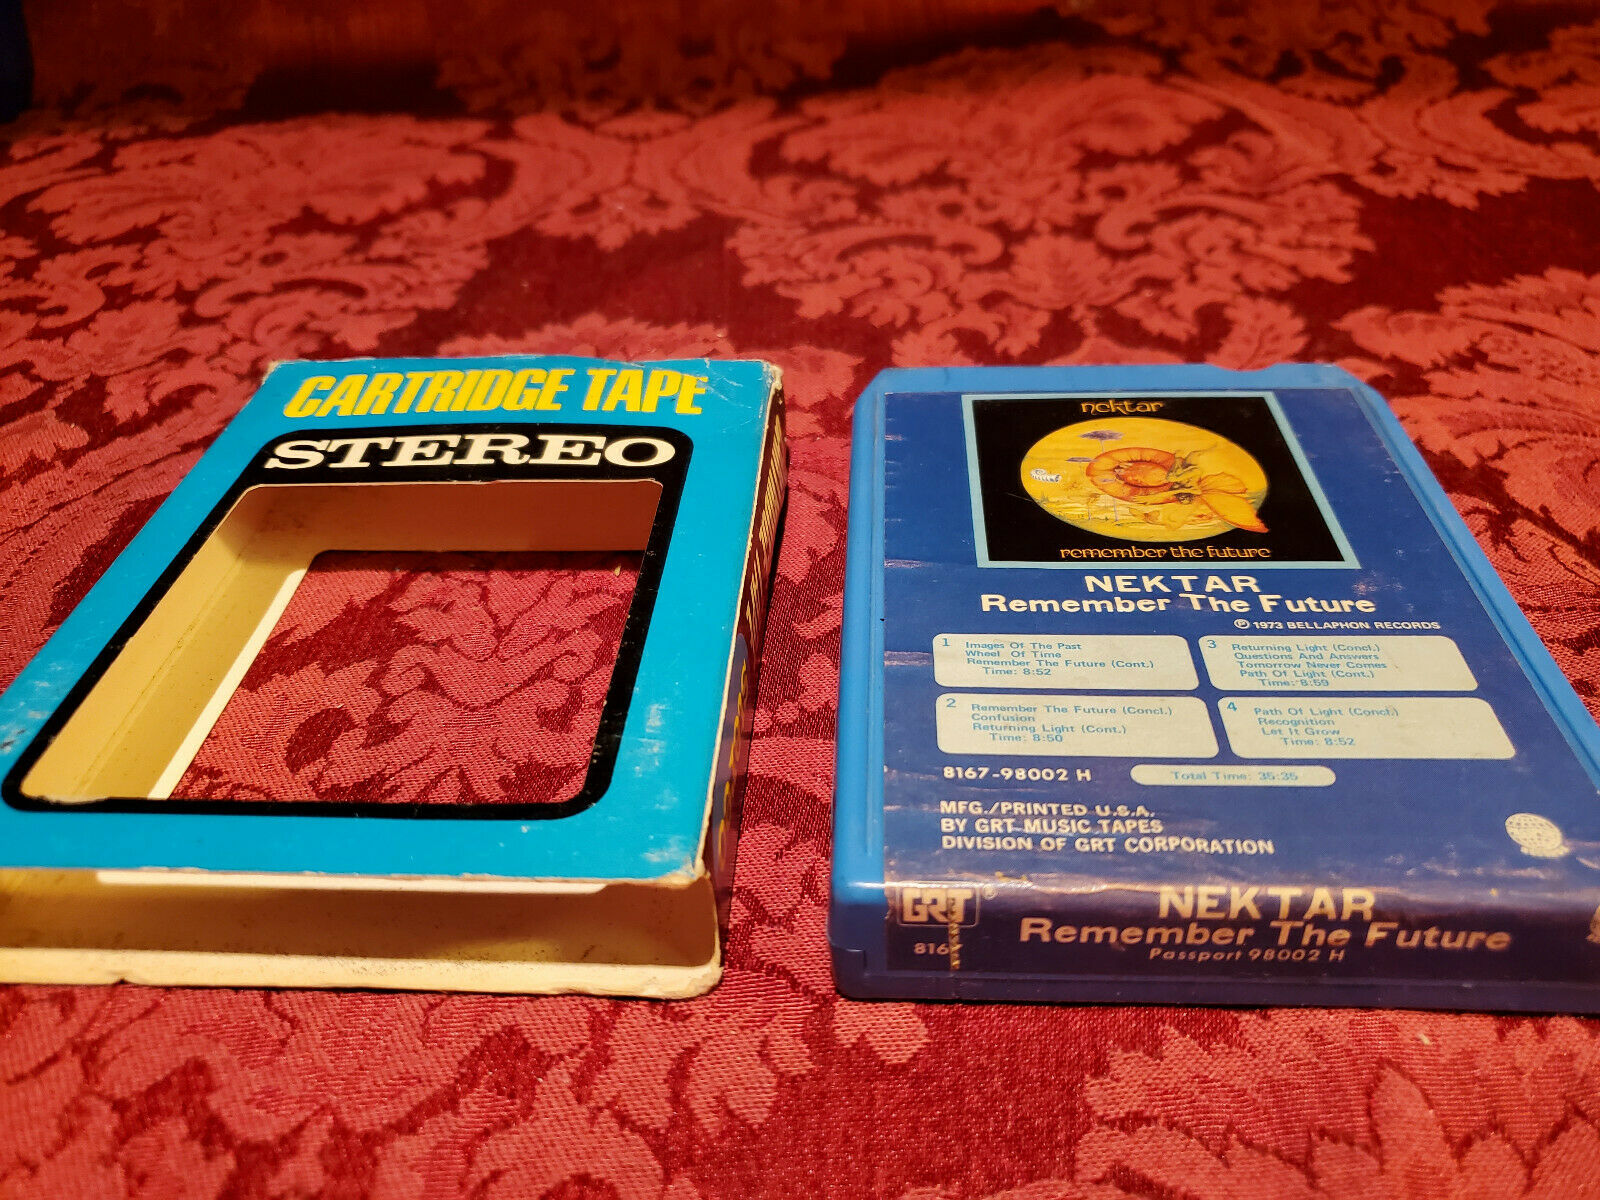 CARTRIDGE TAPE
STEREO
nektar
remember the future
NEKTAR
Remember The Future
℗ 1973 BELLAPHON RECORDS
1 Images Of The Past
Wheel Of Time
Remember The Future (Cont.)
Time: 8:52
2 Remember The Future (Concl.)
Confusion
Returning Light (Cont.)
Time: 8:50
3 Returning Light (Concl.)
Questions And Answers
Tomorrow Never Comes
Path Of Light (Cont.)
Time: 8:59
4 Path Of Light (Concl.)
Recognition
Let It Grow
Time: 8:52
8167-98002 H
Total Time: 35:35
MFG./PRINTED U.S.A.
BY GRT MUSIC TAPES
DIVISION OF GRT CORPORATION
GRT®
816
NEKTAR
Remember The Future
Passport 98002 H